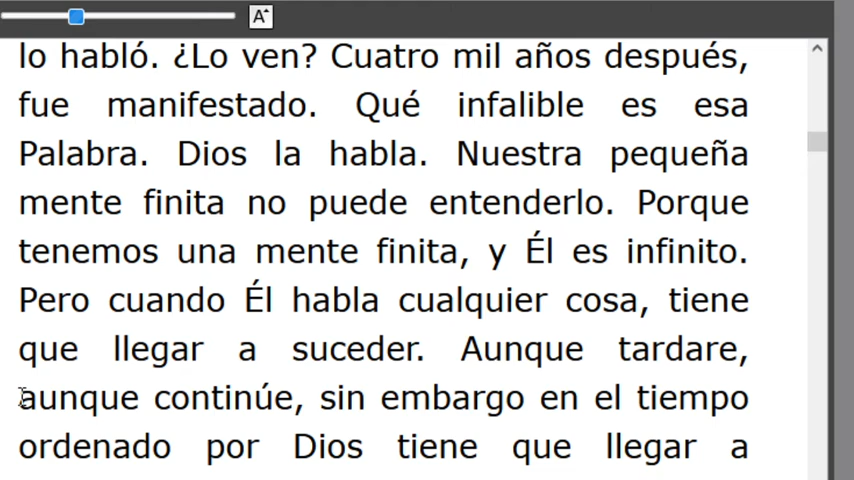 A
lo habló. ¿Lo ven? Cuatro mil años después,
fue manifestado. Qué infalible es esa
Palabra. Dios la habla. Nuestra pequeña
mente finita no puede entenderlo. Porque
tenemos una mente finita, y Él es infinito.
Pero cuando Él habla cualquier cosa, tiene
que llegar a suceder. Aunque tardare,
aunque continúe, sin embargo en el tiempo
ordenado por Dios tiene que llegar a